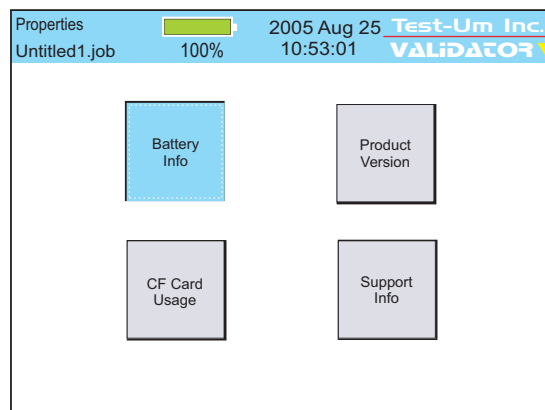 Properties
Untitled1.job
100%
2005 Aug 25
10:53:01
Test-Um Inc.
VALiDATOR
Battery
Info
Product
Version
CF Card
Usage
Support
Info